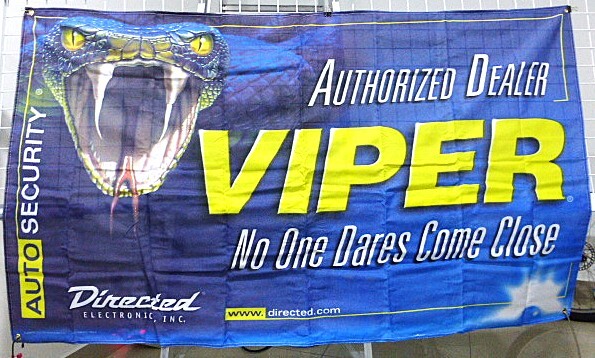 AUTHORIZED DEALER
VIPER®
No One Dares Come Close
AUTO SECURITY®
Directed
ELECTRONIC, INC.
www.directed.com